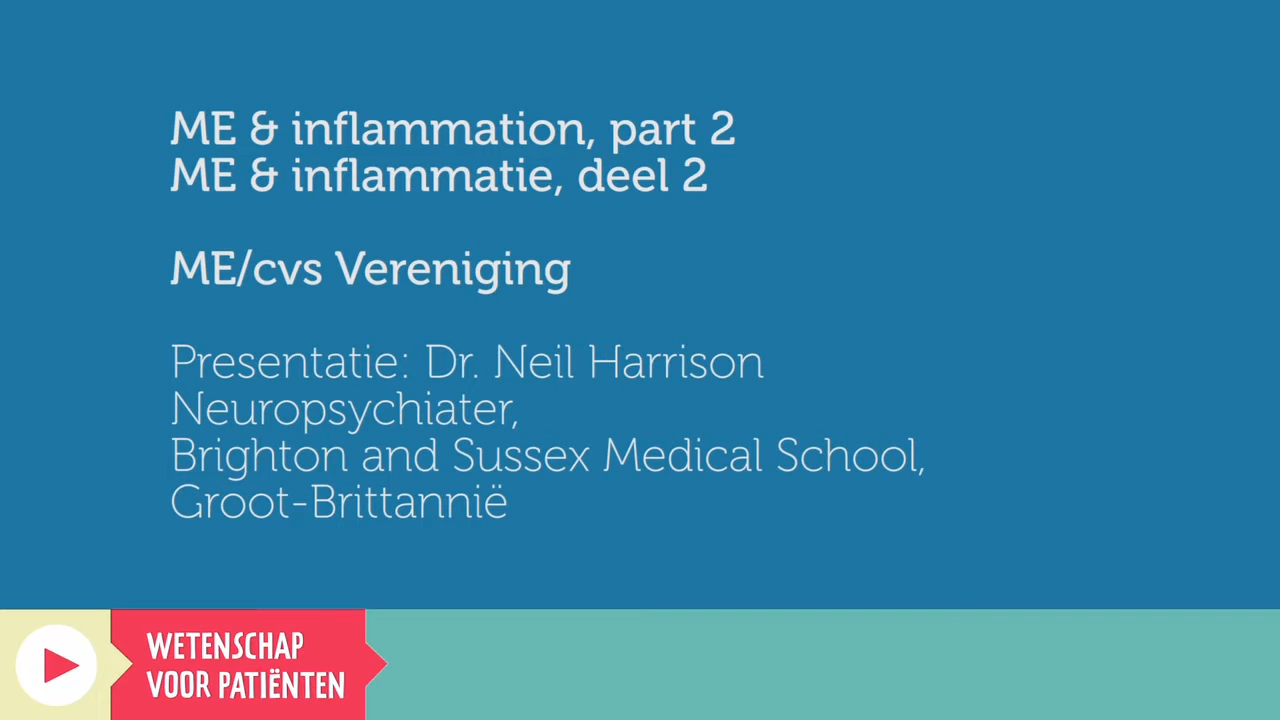 ME & inflammation, part 2
ME & inflammatie, deel 2
ME/cvs Vereniging
Presentatie: Dr. Neil Harrison
Neuropsychiater,
Brighton and Sussex Medical School,
Groot-Brittannië
WETENSCHAP
VOOR PATIËNTEN